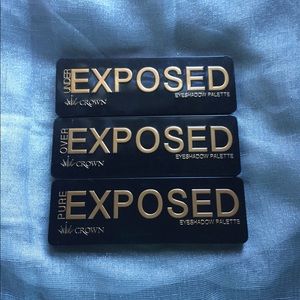 UNDER
EXPOSED
EYESHADOW PALETTE
CROWN
OVER
EXPOSED
EYESHADOW PALETTE
CROWN
PURE
EXPOSED
EYESHADOW PALETTE
CROWN